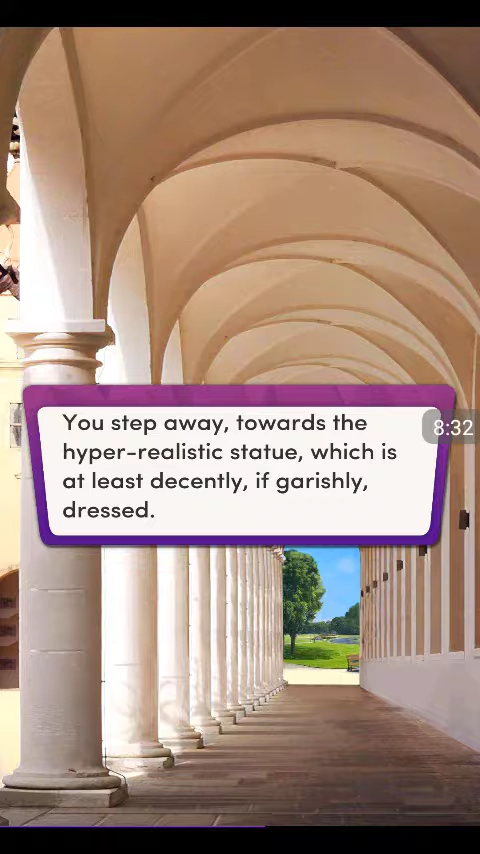 You step away, towards the
hyper-realistic statue, which is
at least decently, if garishly,
dressed.
8:32